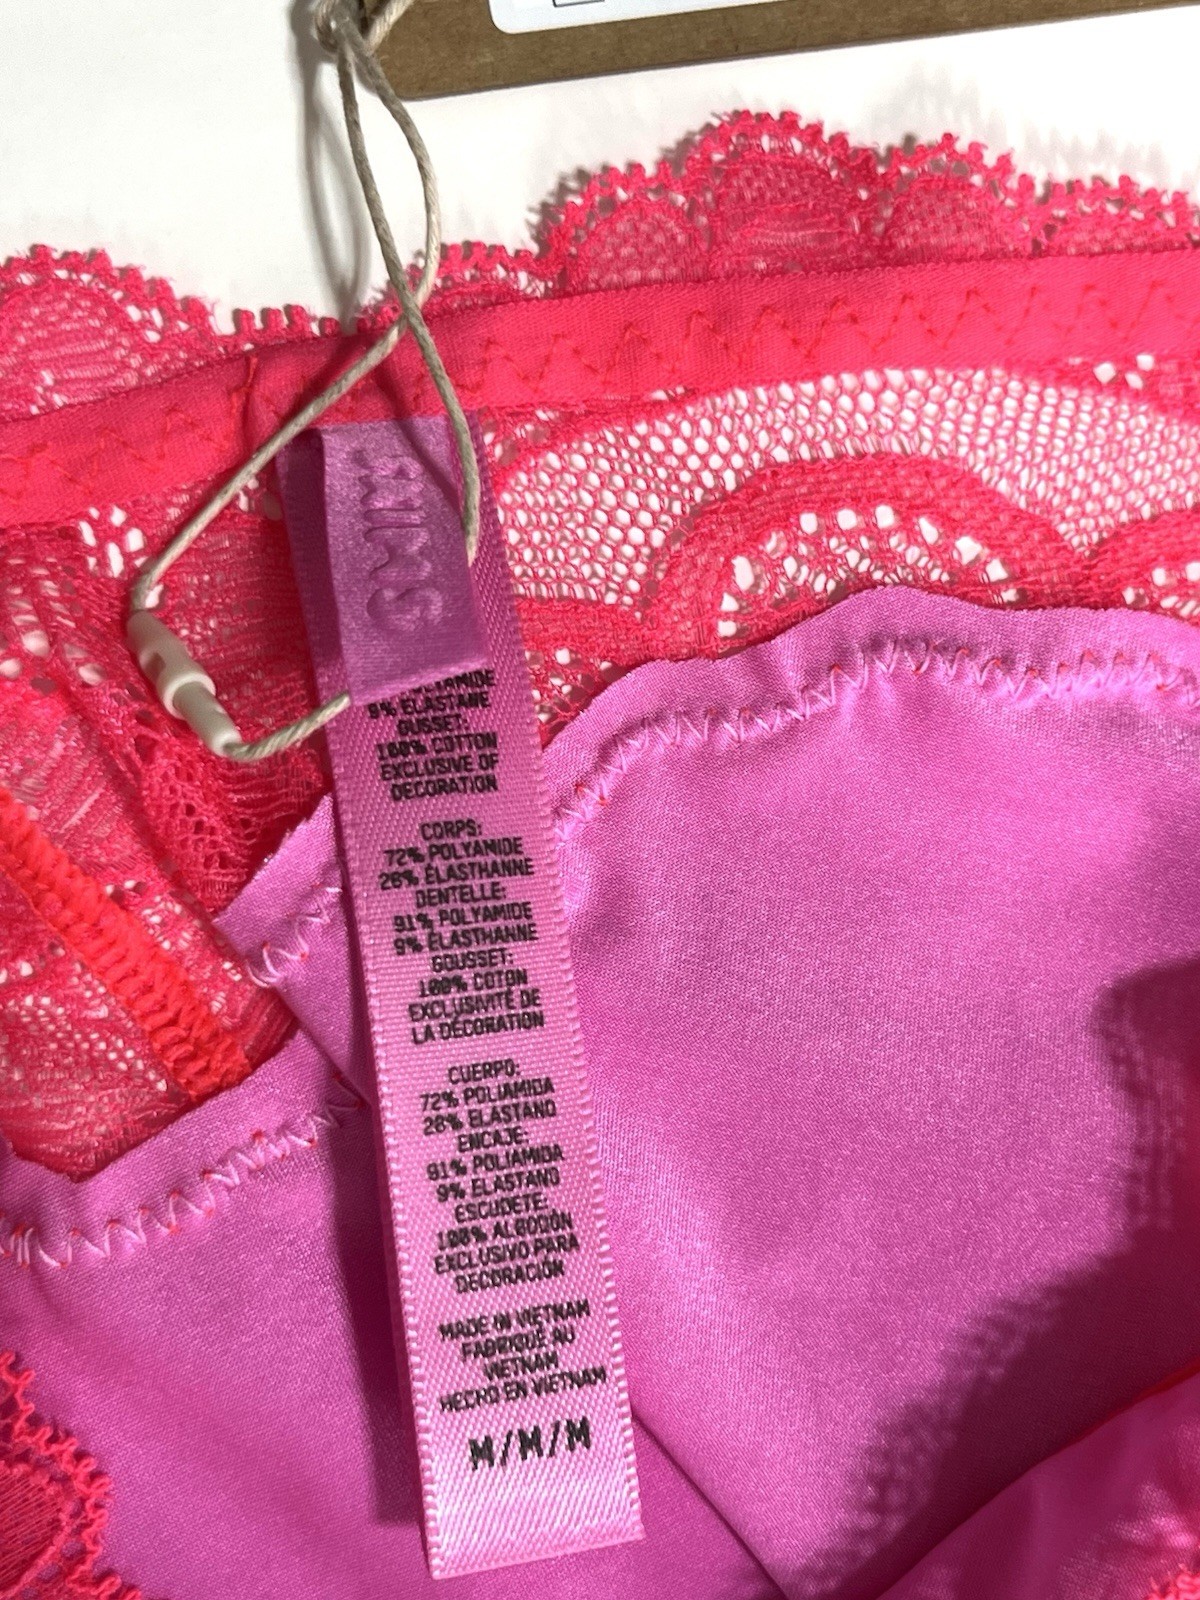 SKIMS
9% ELASTANE
GUSSET:
100% COTTON
EXCLUSIVE OF
DECORATION
CORPS:
72% POLYAMIDE
28% ÉLASTHANNE
DENTELLE:
91% POLYAMIDE
9% ÉLASTHANNE
GOUSSET:
100% COTON
EXCLUSIVITÉ DE
LA DÉCORATION
CUERPO:
72% POLIAMIDA
28% ELASTANO
ENCAJE:
91% POLIAMIDA
9% ELASTANO
ESCUDETE:
100% ALGODÓN
EXCLUSIVO PARA
DECORACIÓN
MADE IN VIETNAM
FABRIQUÉ AU
VIETNAM
HECHO EN VIETNAM
M/M/M